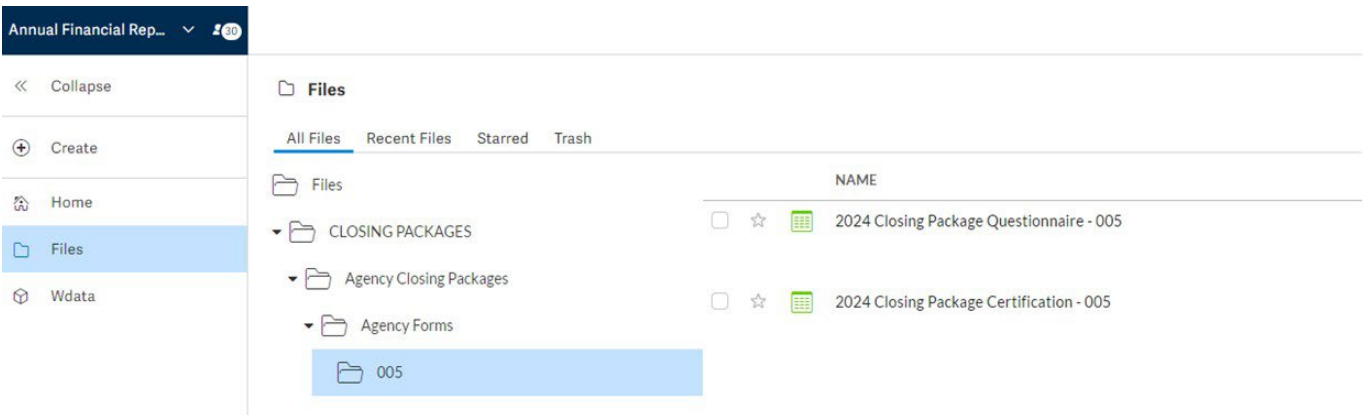 Annual Financial Rep... 30
Collapse
Create
Home
Files
Wdata
Files
All Files Recent Files Starred Trash
Files
CLOSING PACKAGES
Agency Closing Packages
Agency Forms
005
NAME
2024 Closing Package Questionnaire - 005
2024 Closing Package Certification - 005